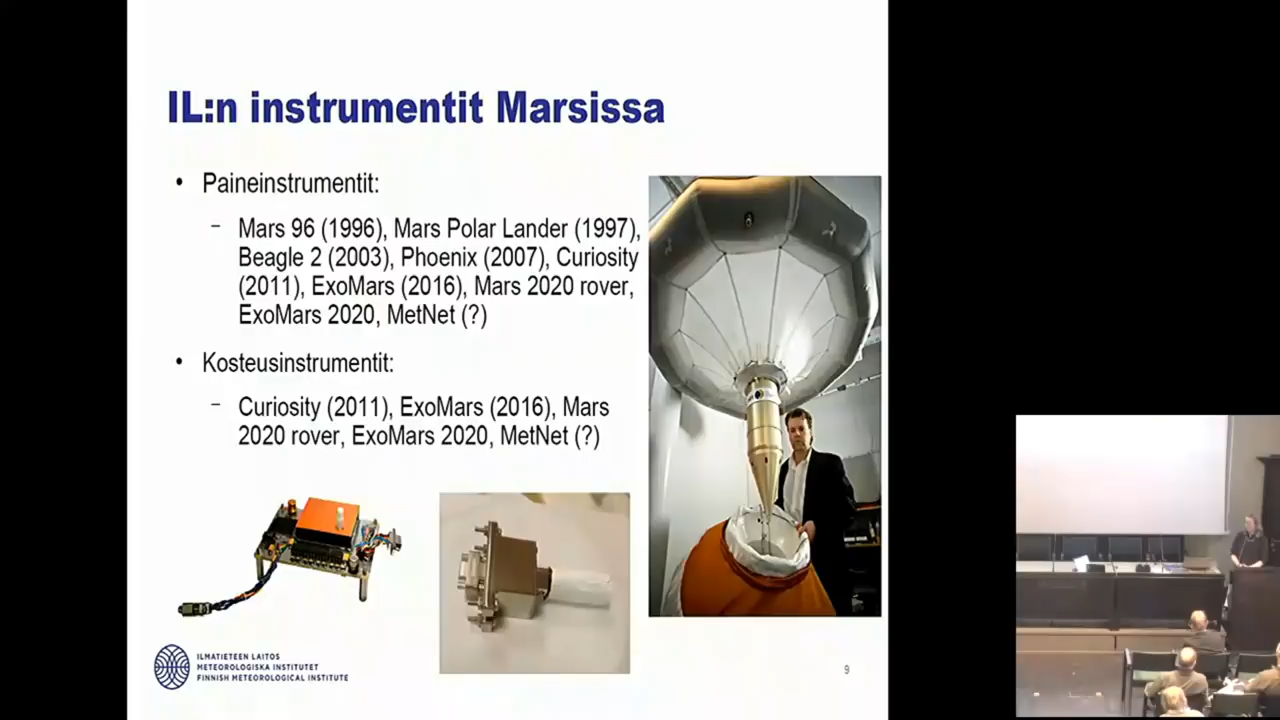 IL:n instrumentit Marsissa
• Paineinstrumentit:
– Mars 96 (1996), Mars Polar Lander (1997),
Beagle 2 (2003), Phoenix (2007), Curiosity
(2011), ExoMars (2016), Mars 2020 rover,
ExoMars 2020, MetNet (?)
• Kosteusinstrumentit:
– Curiosity (2011), ExoMars (2016), Mars
2020 rover, ExoMars 2020, MetNet (?)
ILMATIETEEN LAITOS
METEOROLOGISKA INSTITUTET
FINNISH METEOROLOGICAL INSTITUTE
9